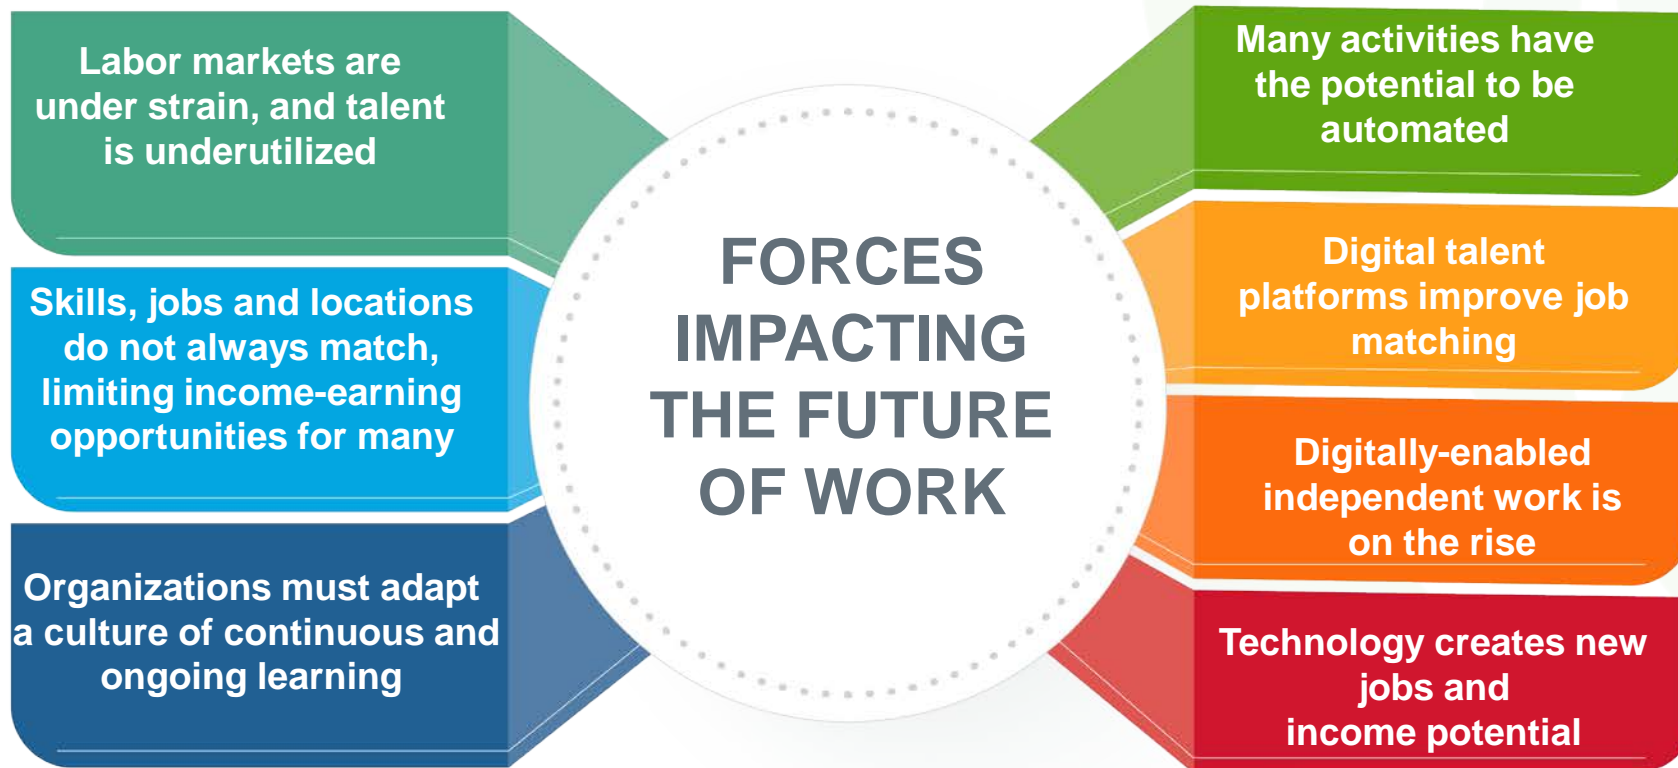 Labor markets are
under strain, and talent
is underutilized
Skills, jobs and locations
do not always match,
limiting income-earning
opportunities for many
Organizations must adapt
a culture of continuous and
ongoing learning
FORCES
IMPACTING
THE FUTURE
OF WORK
Many activities have
the potential to be
automated
Digital talent
platforms improve job
matching
Digitally-enabled
independent work is
on the rise
Technology creates new
jobs and
income potential